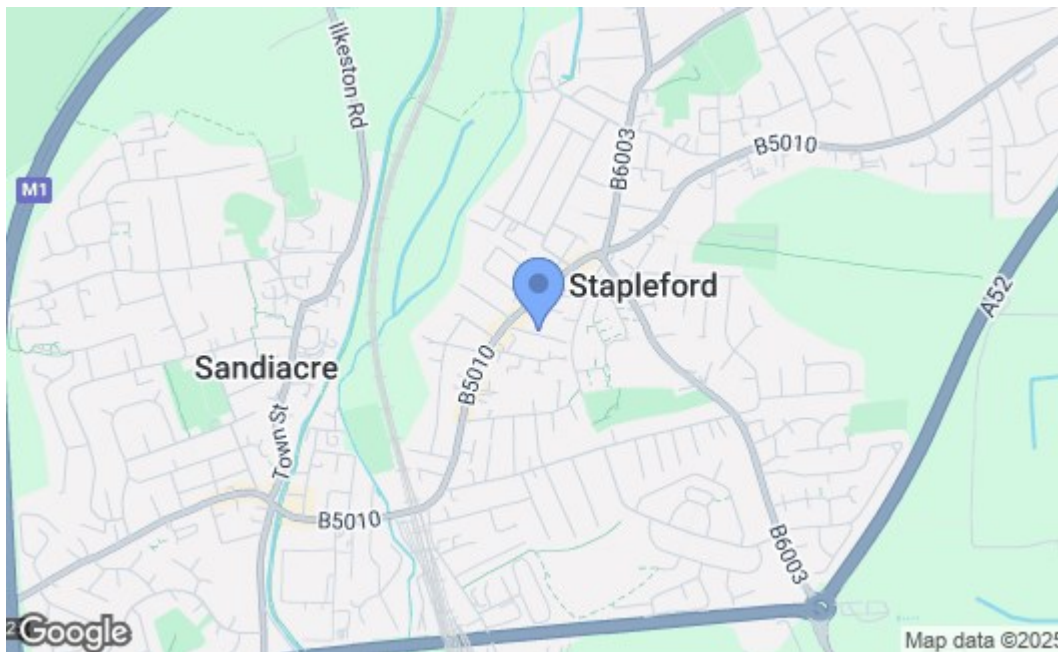 Ilkeston Rd
M1
B6003
B5010
A52
Stapleford
Sandiacre
B5010
Town St
B5010
B6003
Google
Map data ©2025